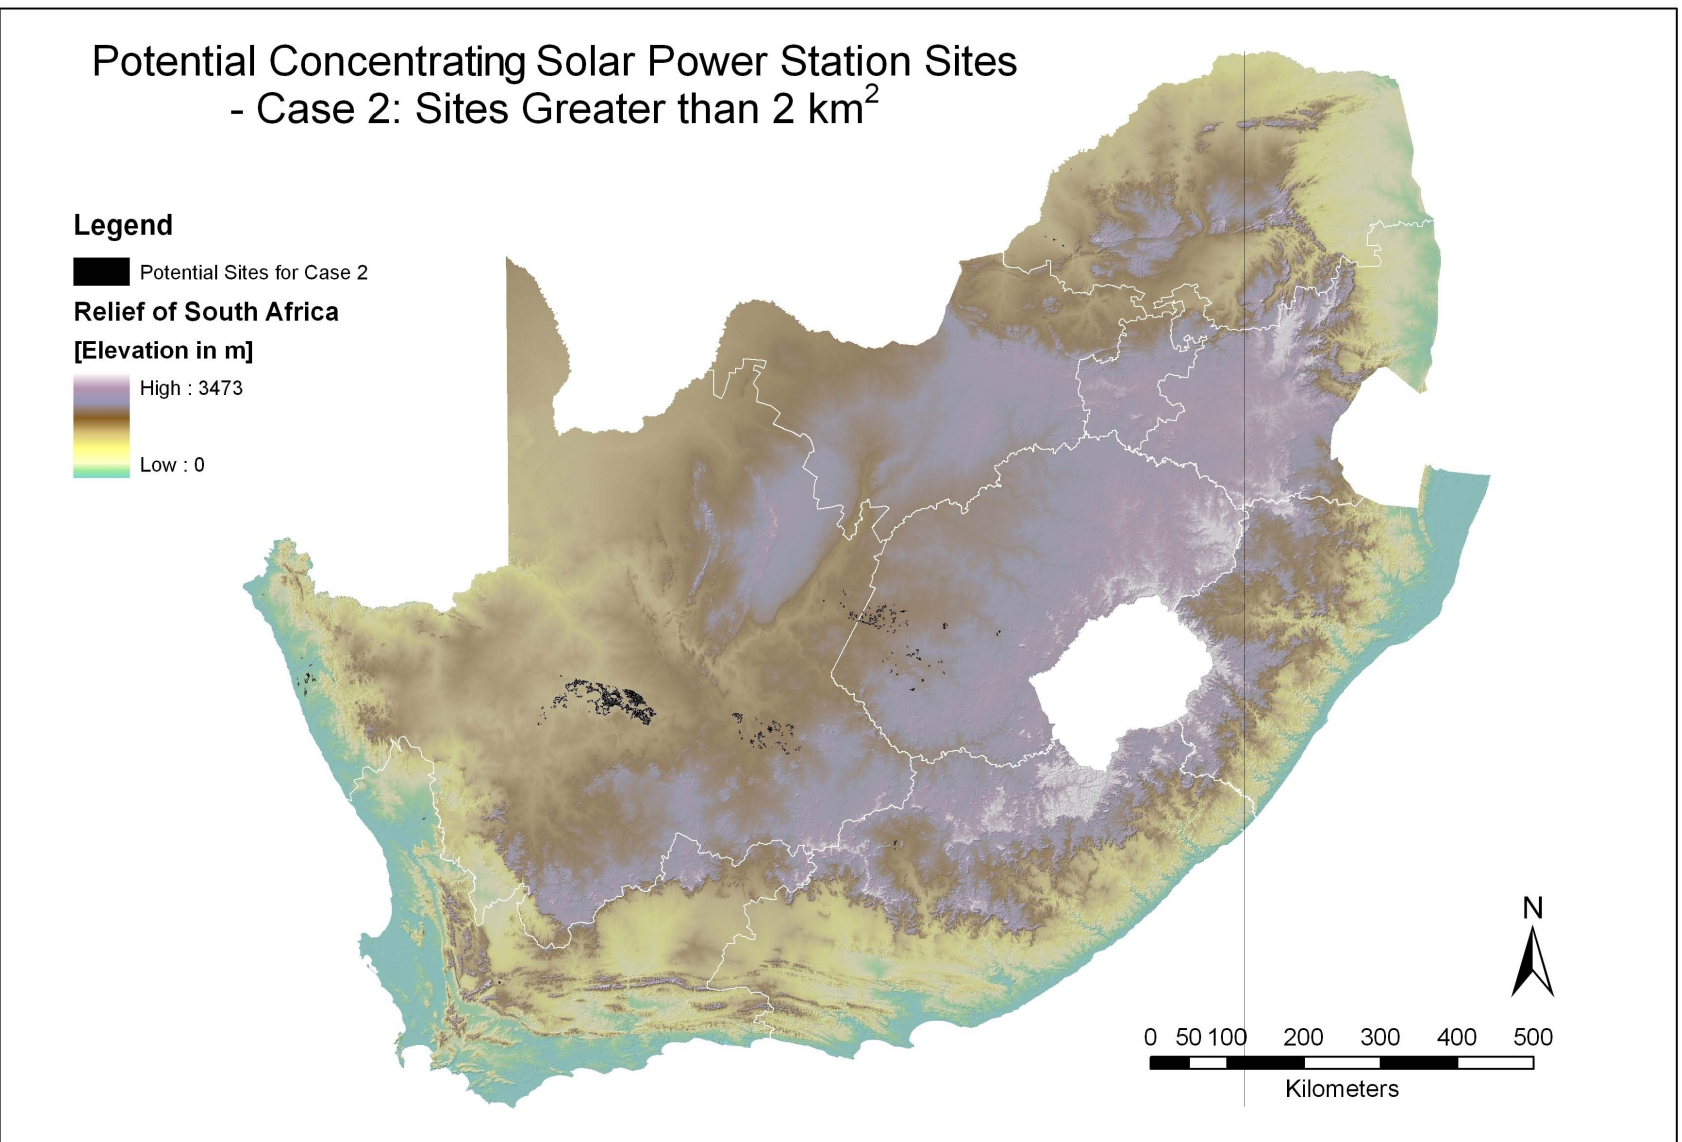 Potential Concentrating Solar Power Station Sites
- Case 2: Sites Greater than 2 km²
Legend
Potential Sites for Case 2
Relief of South Africa
[Elevation in m]
High : 3473
Low : 0
N
0 50 100 200 300 400 500
Kilometers